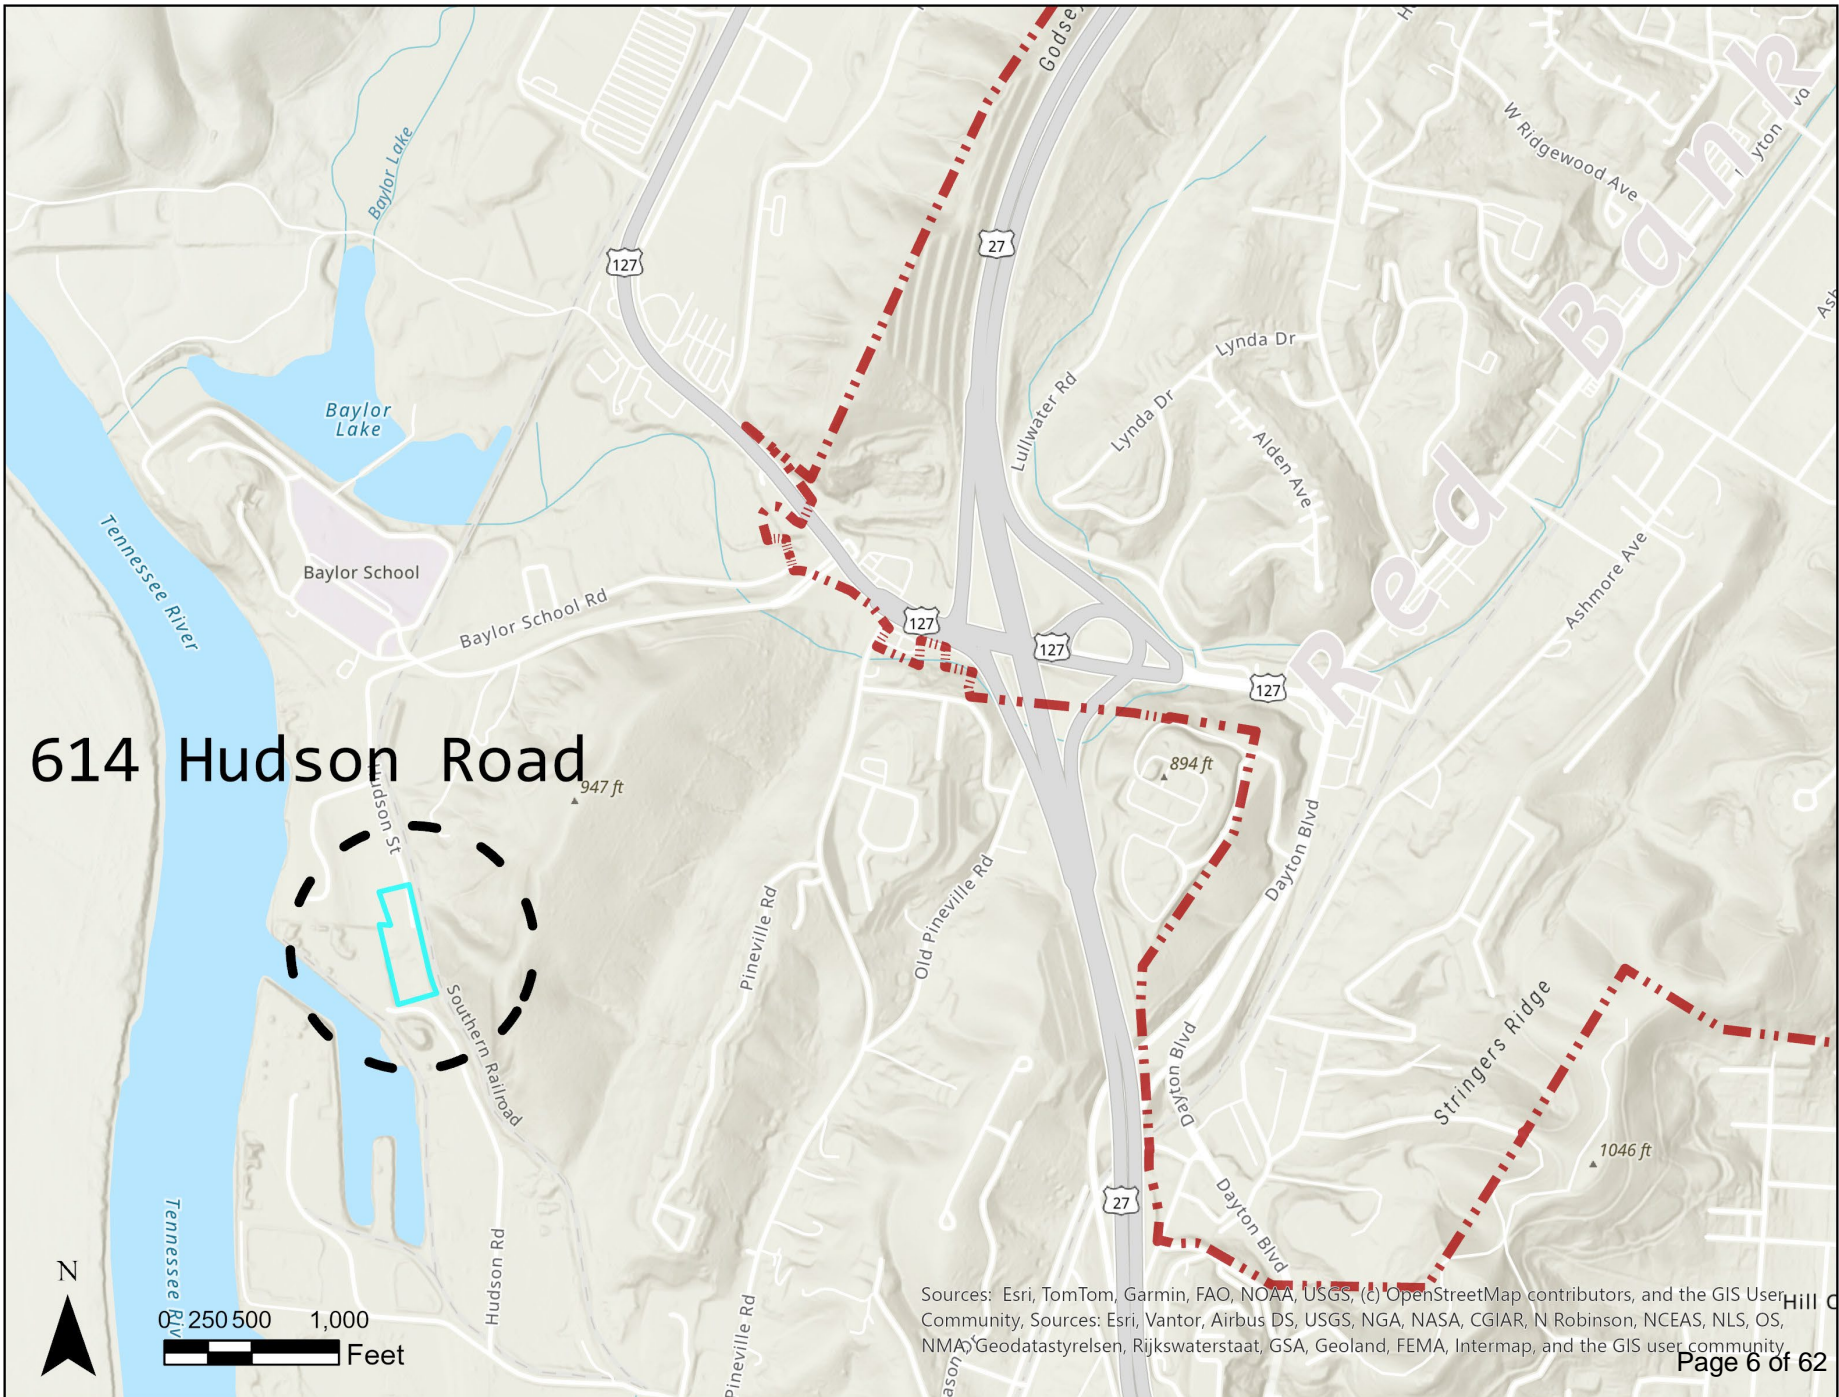 Godsey
W Ridgewood Ave
yton
Baylor Lake
127
27
Red Bank
Lynda Dr
Baylor
Lake
Lullwater Rd
Lynda Dr
Alden Ave
Tennessee River
Baylor School
Baylor School Rd
Ashmore Ave
127
127
127
614 Hudson Road
Hudson St
947 ft
894 ft
Dayton Blvd
Pineville Rd
Old Pineville Rd
Southern Railroad
Stringers Ridge
Dayton Blvd
1046 ft
27
Dayton Blvd
Tennessee Riv
Hudson Rd
Pineville Rd
N
0 250 500 1,000
Feet
Sources: Esri, TomTom, Garmin, FAO, NOAA, USGS, (c) OpenStreetMap contributors, and the GIS User
Community, Sources: Esri, Vantor, Airbus DS, USGS, NGA, NASA, CGIAR, N Robinson, NCEAS, NLS, OS,
NMA, Geodatastyrelsen, Rijkswaterstaat, GSA, Geoland, FEMA, Intermap, and the GIS user community
Hill C
Page 6 of 62